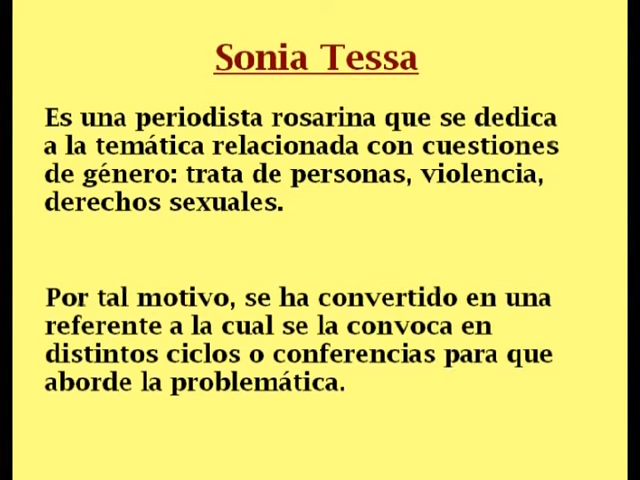 Sonia Tessa
Es una periodista rosarina que se dedica
a la temática relacionada con cuestiones
de género: trata de personas, violencia,
derechos sexuales.
Por tal motivo, se ha convertido en una
referente a la cual se la convoca en
distintos ciclos o conferencias para que
aborde la problemática.